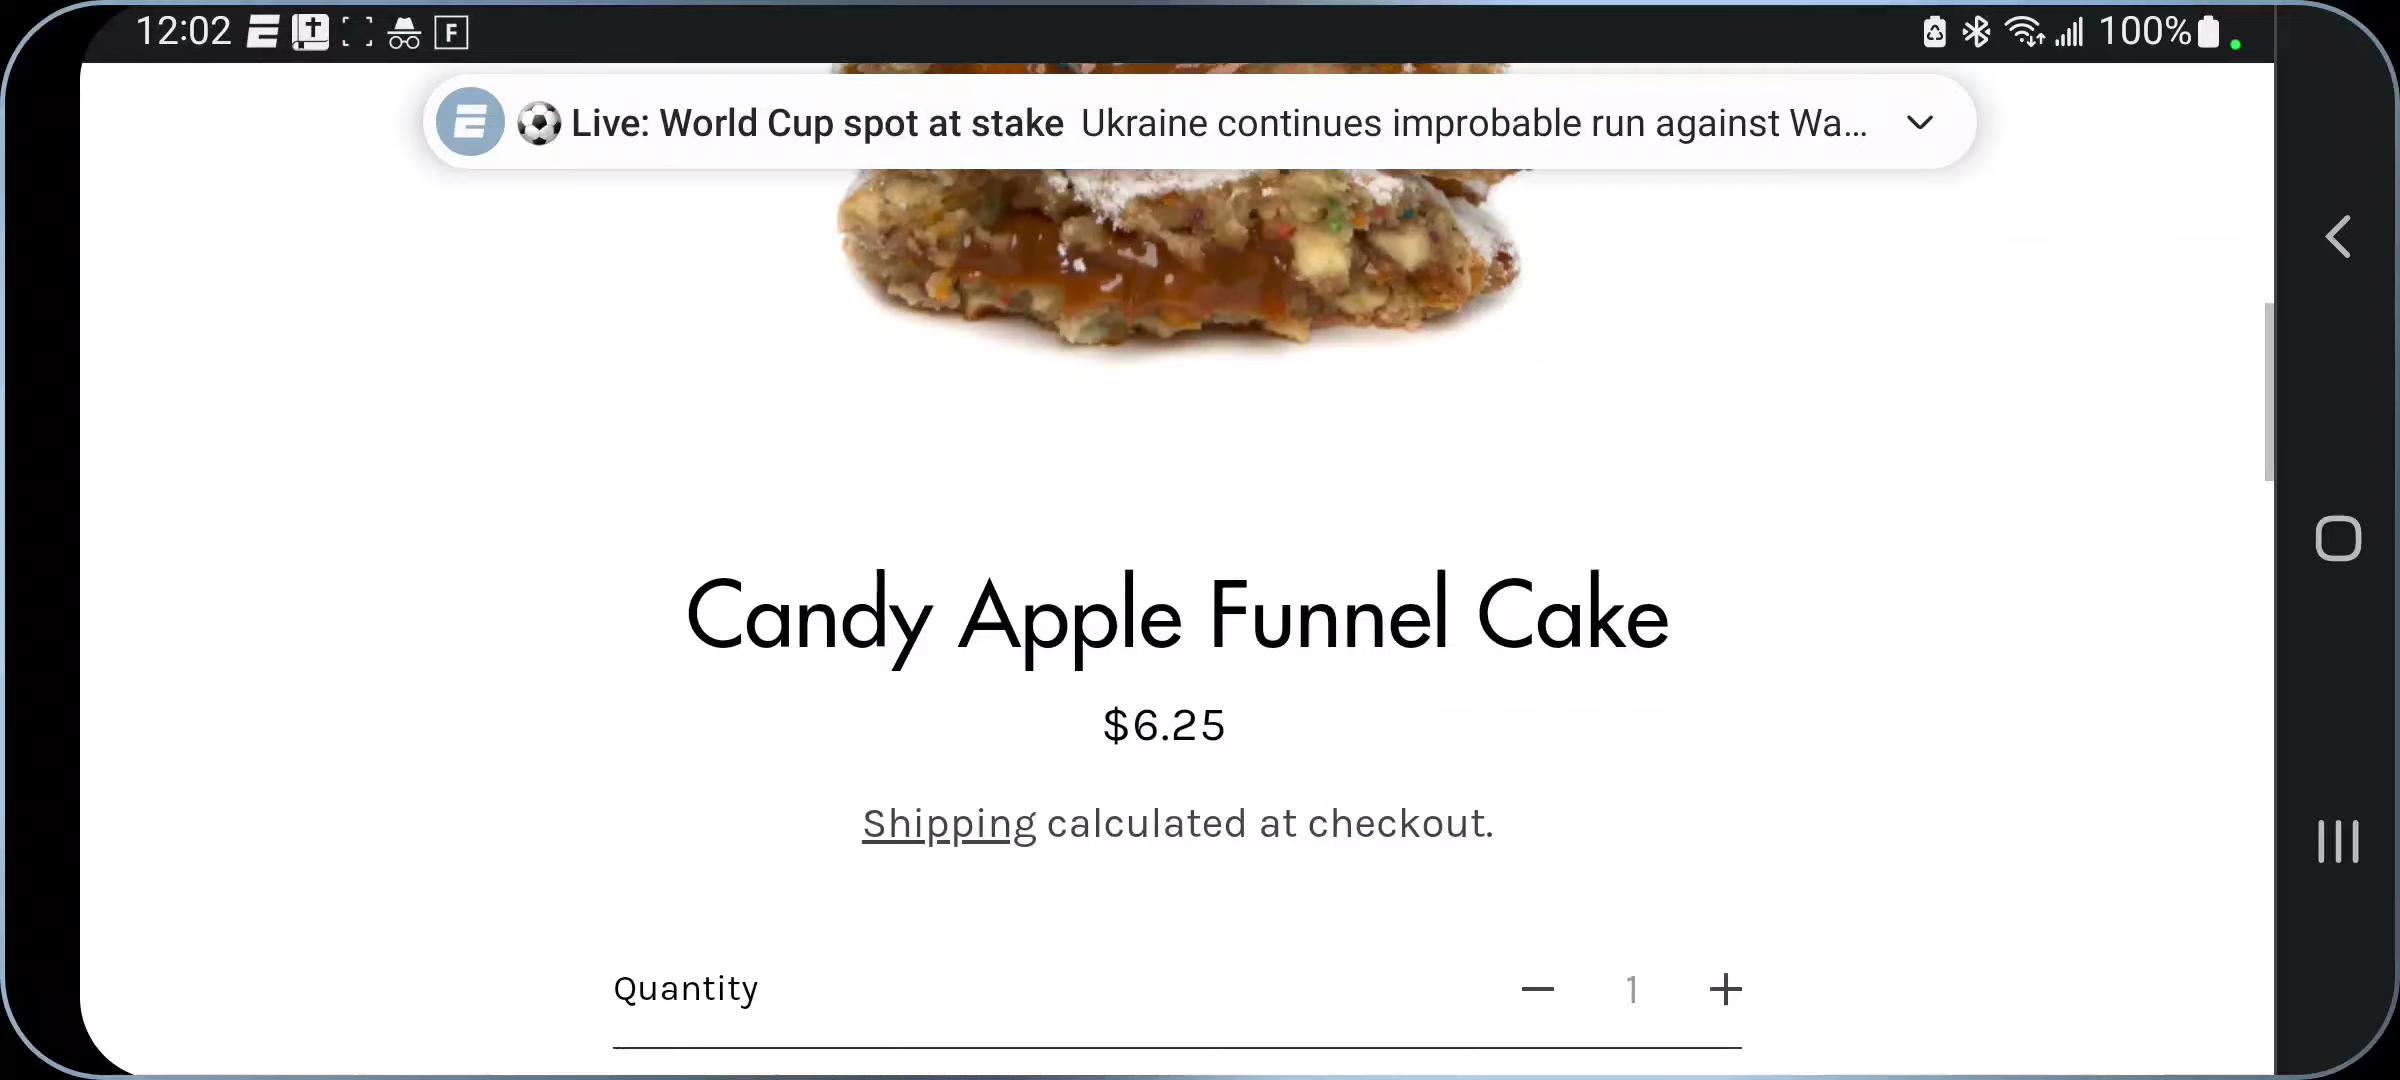 12:02 F 100%
Live: World Cup spot at stake Ukraine continues improbable run against Wa...
Candy Apple Funnel Cake
$6.25
Shipping calculated at checkout.
Quantity 1